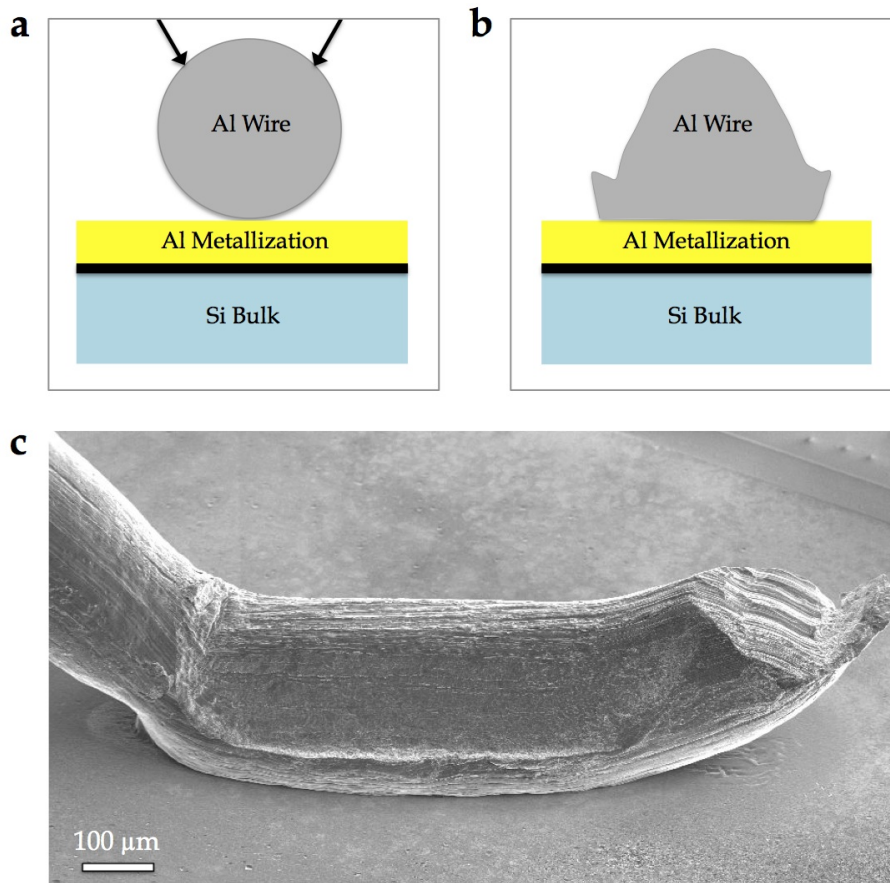 a
Al Wire
Al Metallization
Si Bulk
b
Al Wire
Al Metallization
Si Bulk
c
100 µm